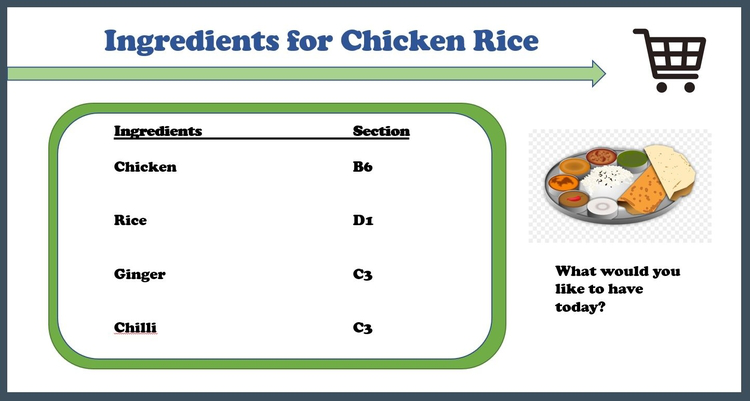 Ingredients for Chicken Rice
Ingredients Section
Chicken B6
Rice D1
Ginger C3
Chilli C3
What would you
like to have
today?